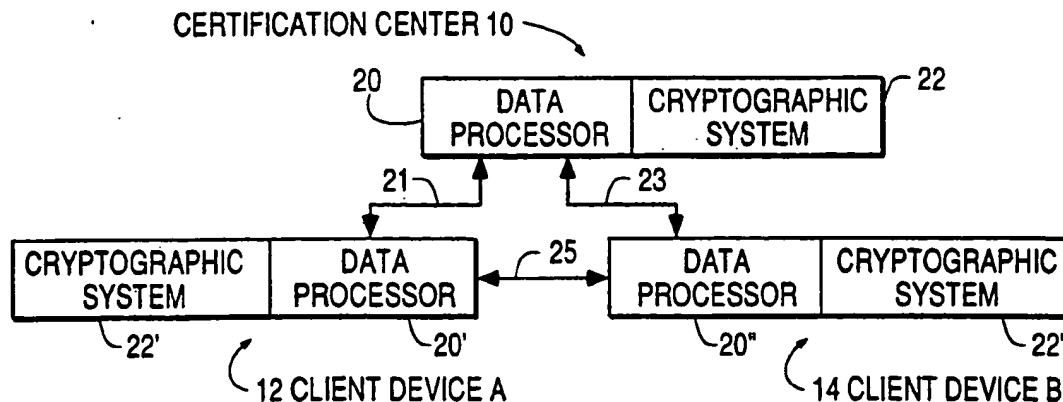 CERTIFICATION CENTER 10
20
DATA PROCESSOR
CRYPTOGRAPHIC SYSTEM
22
21
23
CRYPTOGRAPHIC SYSTEM
DATA PROCESSOR
25
DATA PROCESSOR
CRYPTOGRAPHIC SYSTEM
22'
20'
20"
22"
12 CLIENT DEVICE A
14 CLIENT DEVICE B